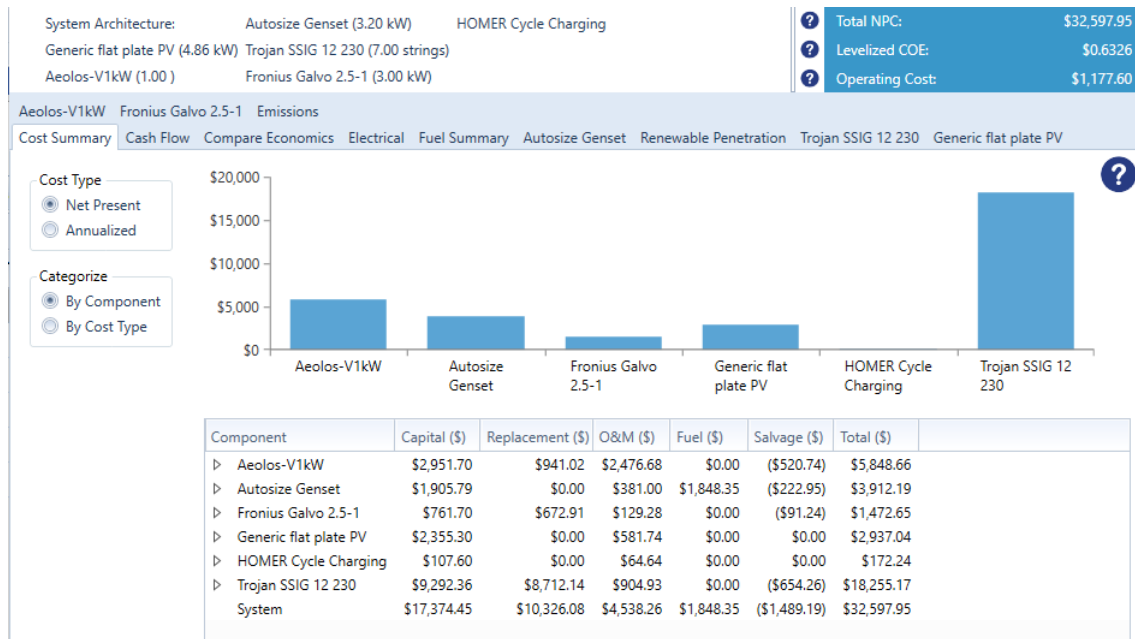 System Architecture: Autosize Genset (3.20 kW) HOMER Cycle Charging
Generic flat plate PV (4.86 kW) Trojan SSIG 12 230 (7.00 strings)
Aeolos-V1kW (1.00 ) Fronius Galvo 2.5-1 (3.00 kW)
? Total NPC: $32,597.95
? Levelized COE: $0.6326
? Operating Cost: $1,177.60
Aeolos-V1kW Fronius Galvo 2.5-1 Emissions
Cost Summary Cash Flow Compare Economics Electrical Fuel Summary Autosize Genset Renewable Penetration Trojan SSIG 12 230 Generic flat plate PV
Cost Type
Net Present
Annualized
Categorize
By Component
By Cost Type
?
$20,000
$15,000
$10,000
$5,000
$0
Aeolos-V1kW Autosize Genset Fronius Galvo 2.5-1 Generic flat plate PV HOMER Cycle Charging Trojan SSIG 12 230
Component Capital ($) Replacement ($) O&M ($) Fuel ($) Salvage ($) Total ($)
Aeolos-V1kW $2,951.70 $941.02 $2,476.68 $0.00 ($520.74) $5,848.66
Autosize Genset $1,905.79 $0.00 $381.00 $1,848.35 ($222.95) $3,912.19
Fronius Galvo 2.5-1 $761.70 $672.91 $129.28 $0.00 ($91.24) $1,472.65
Generic flat plate PV $2,355.30 $0.00 $581.74 $0.00 $0.00 $2,937.04
HOMER Cycle Charging $107.60 $0.00 $64.64 $0.00 $0.00 $172.24
Trojan SSIG 12 230 $9,292.36 $8,712.14 $904.93 $0.00 ($654.26) $18,255.17
System $17,374.45 $10,326.08 $4,538.26 $1,848.35 ($1,489.19) $32,597.95